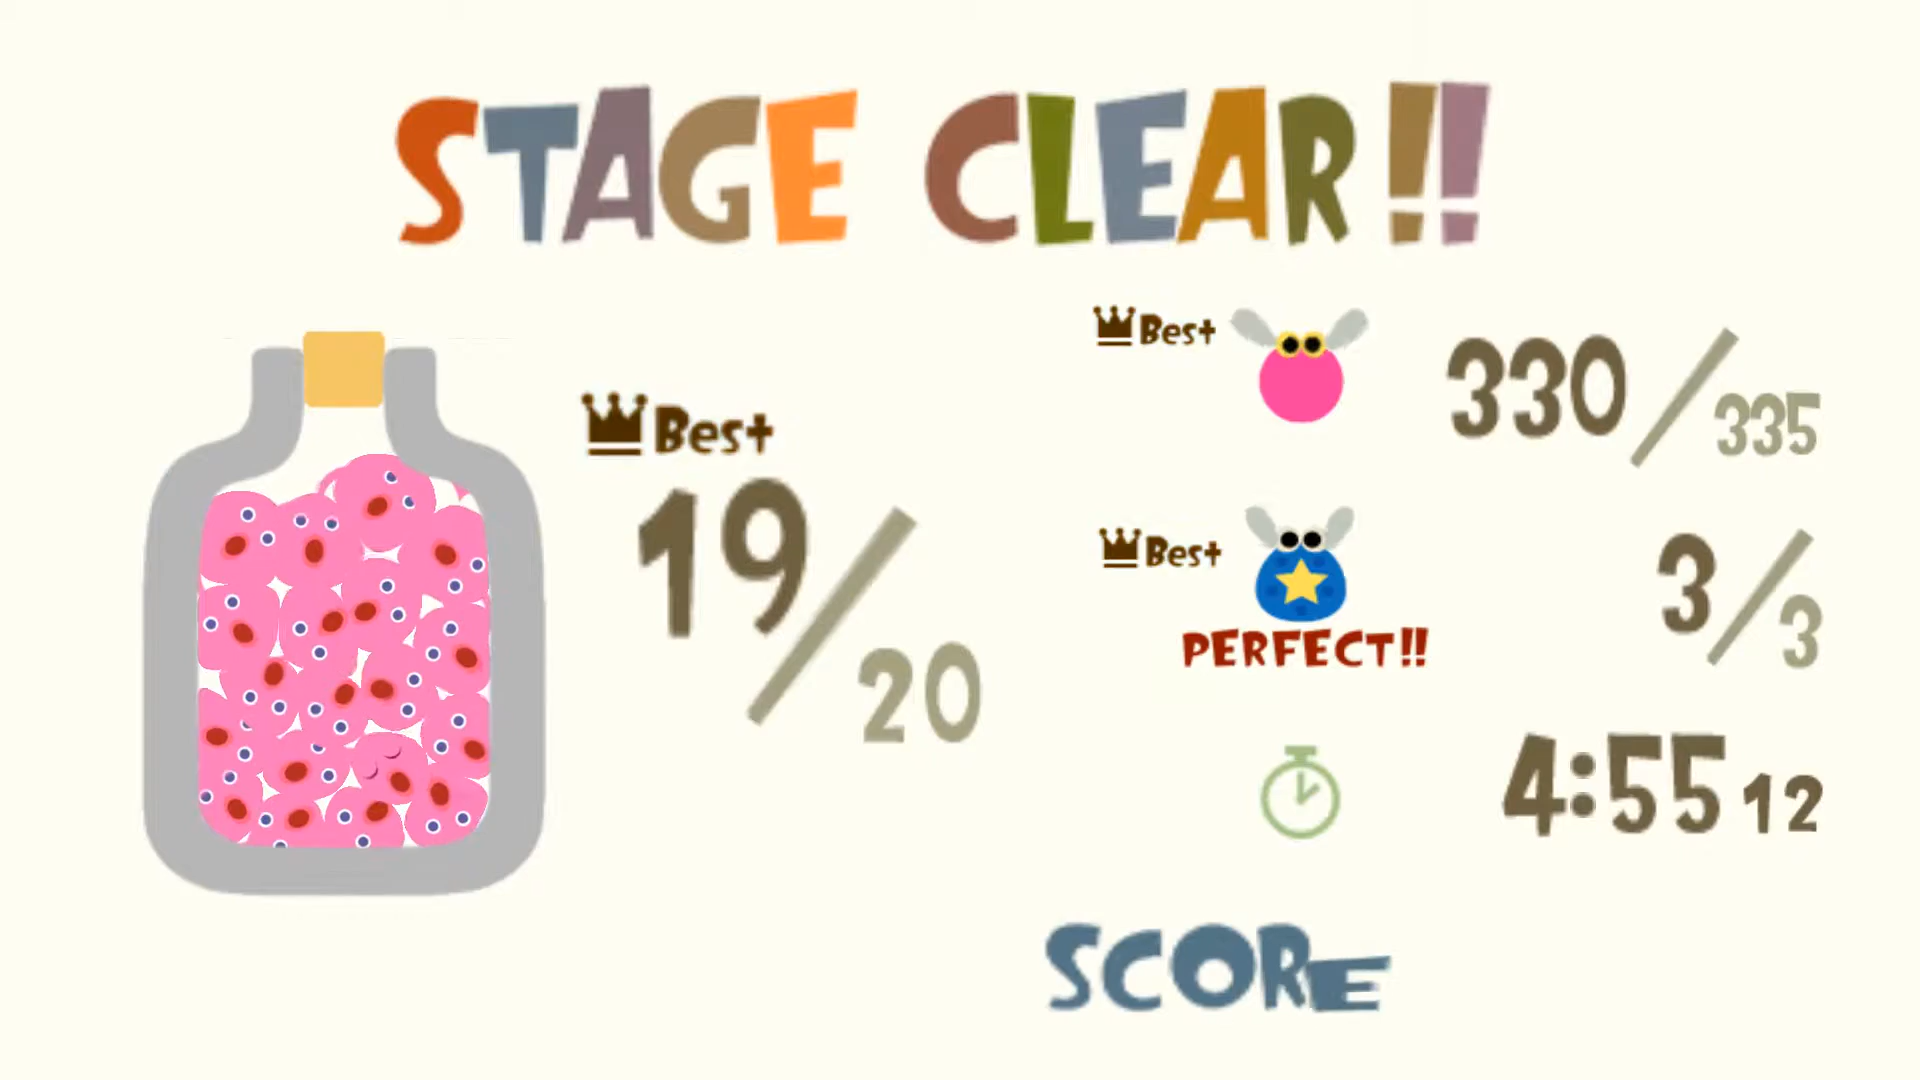 STAGE CLEAR!!
Best
19/20
Best
330/335
Best
PERFECT!!
3/3
4:55 12
SCORE